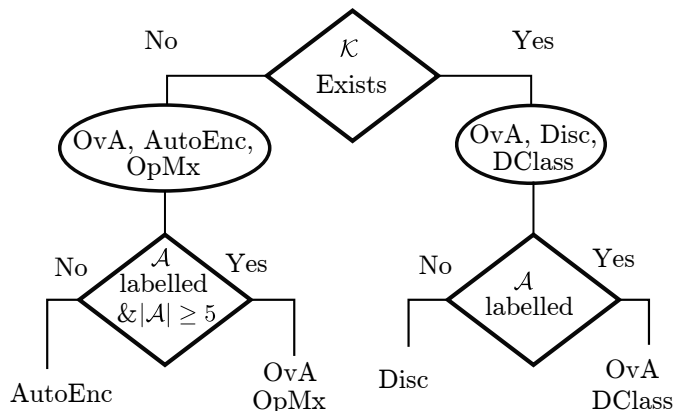 No
𝒦
Exists
Yes
OvA, AutoEnc,
OpMx
OvA, Disc,
DClass
No
𝒜
labelled
&|𝒜| ≥ 5
Yes
No
𝒜
labelled
Yes
AutoEnc
OvA
OpMx
Disc
OvA
DClass